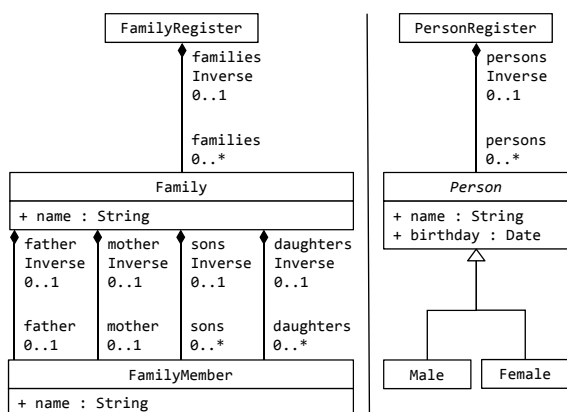 FamilyRegister
families
Inverse
0..1
families
0..*
Family
+ name : String
father
Inverse
0..1
mother
Inverse
0..1
sons
Inverse
0..1
daughters
Inverse
0..1
father
0..1
mother
0..1
sons
0..*
daughters
0..*
FamilyMember
+ name : String
PersonRegister
persons
Inverse
0..1
persons
0..*
Person
+ name : String
+ birthday : Date
Male
Female